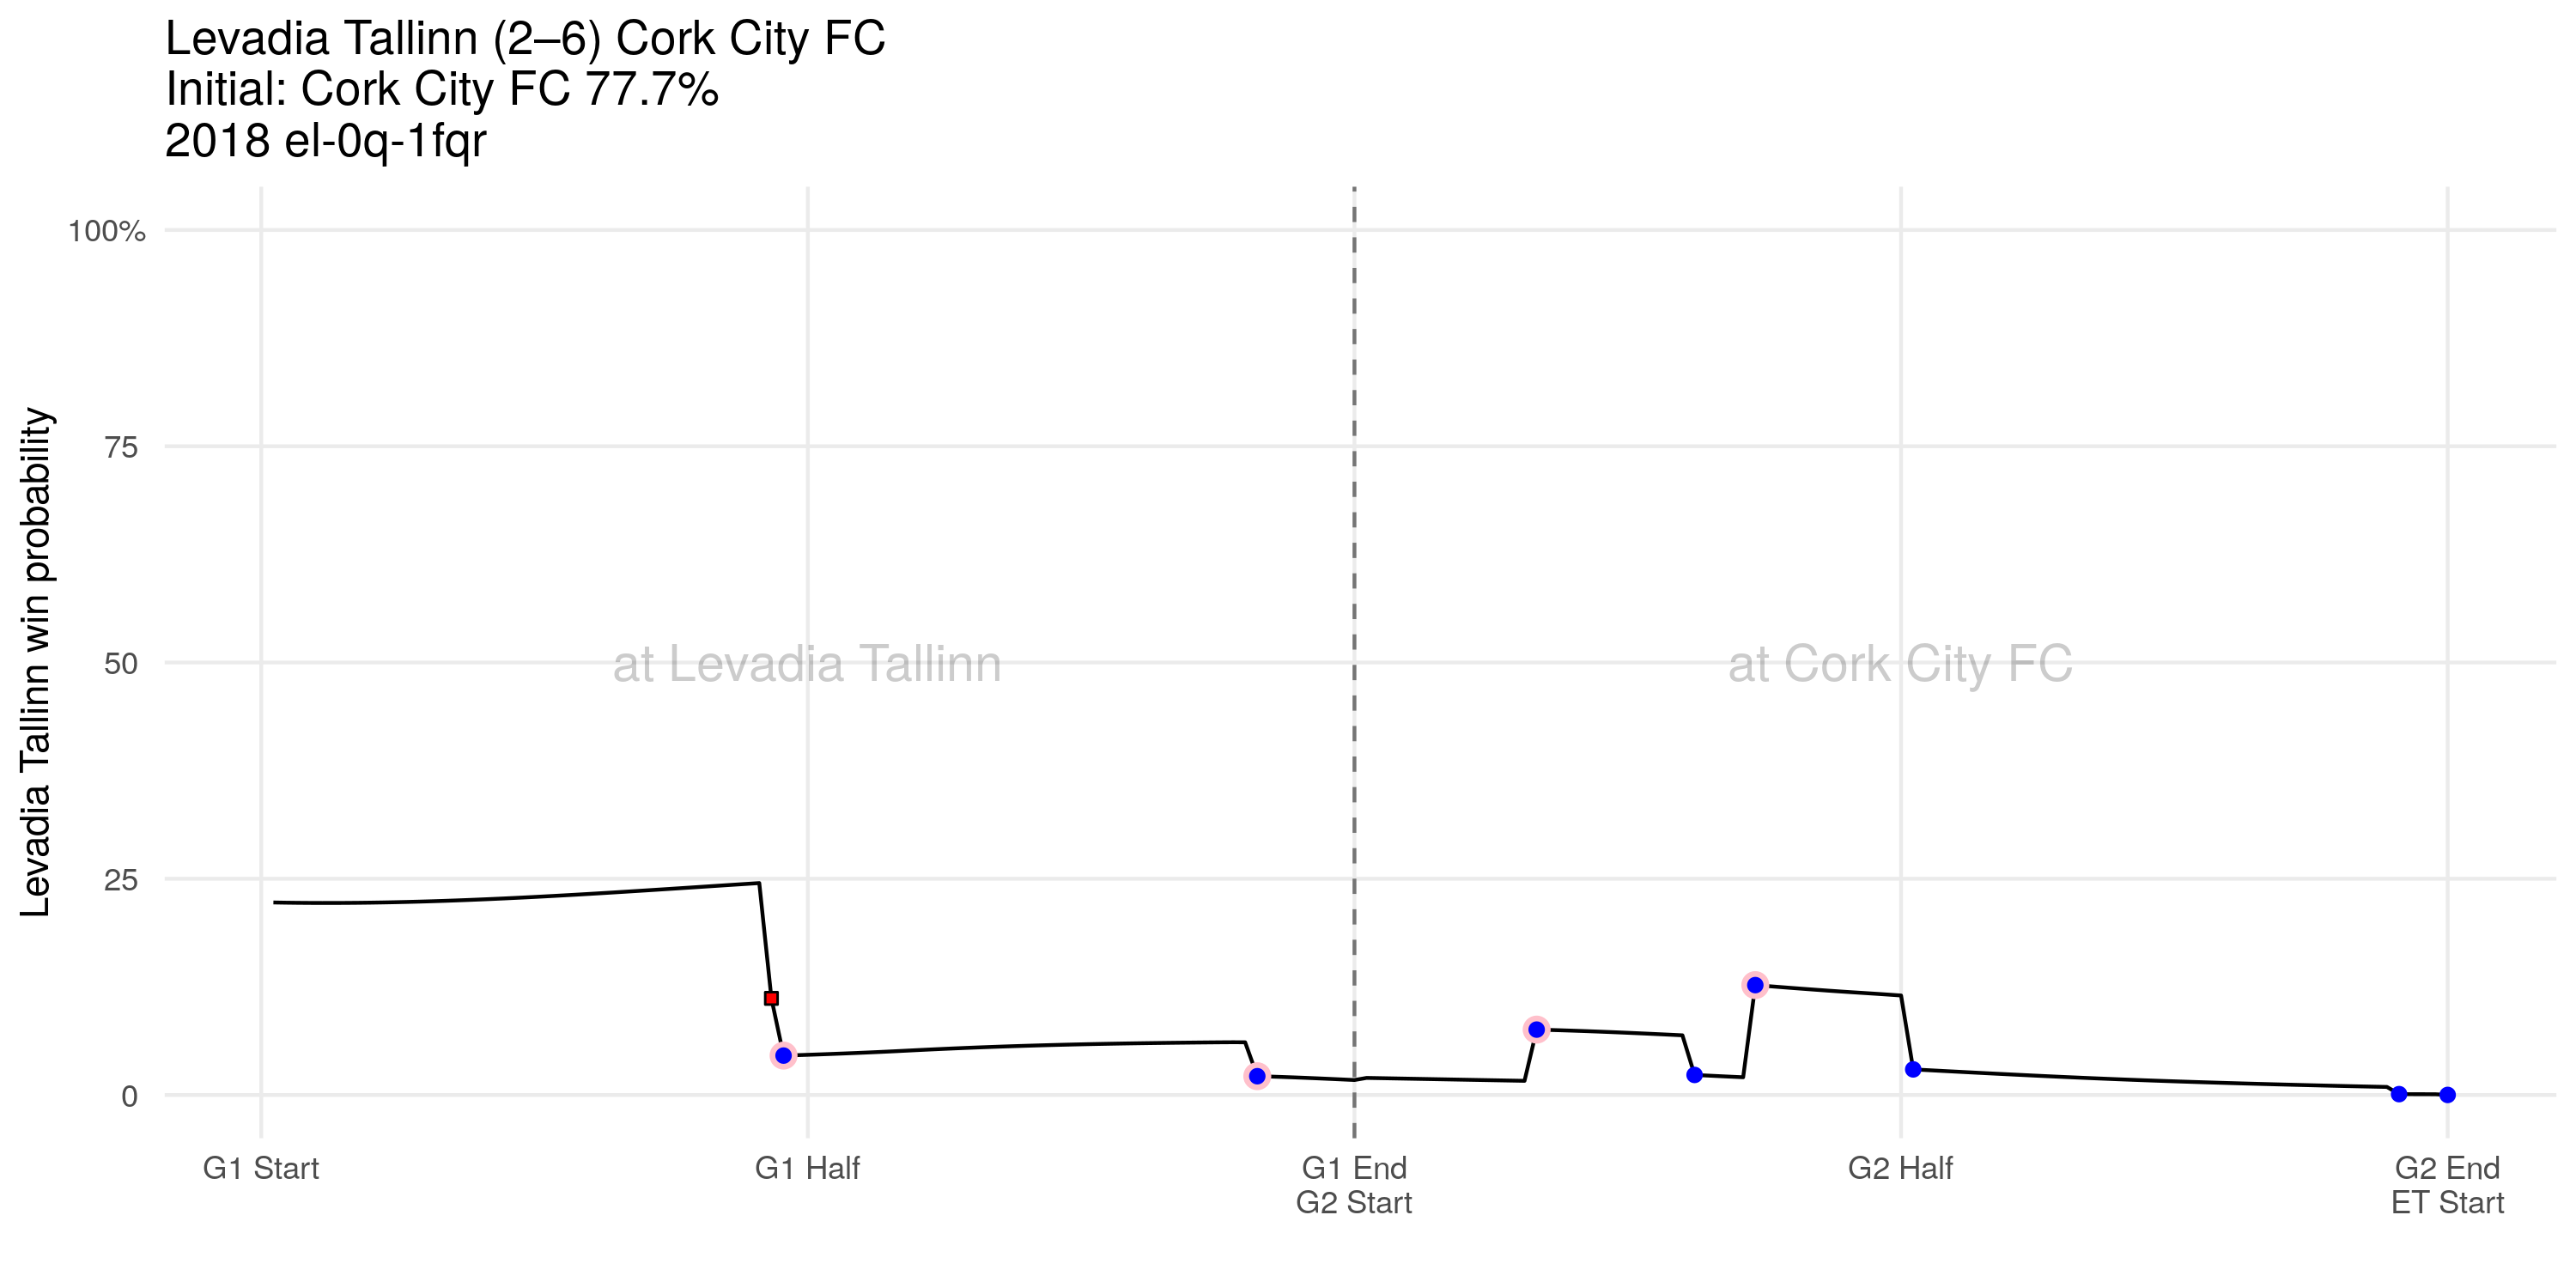 Levadia Tallinn (2–6) Cork City FC
Initial: Cork City FC 77.7%
2018 el-0q-1fqr
Levadia Tallinn win probability
100%
75
50
25
0
at Levadia Tallinn
at Cork City FC
G1 Start
G1 Half
G1 End
G2 Start
G2 Half
G2 End
ET Start